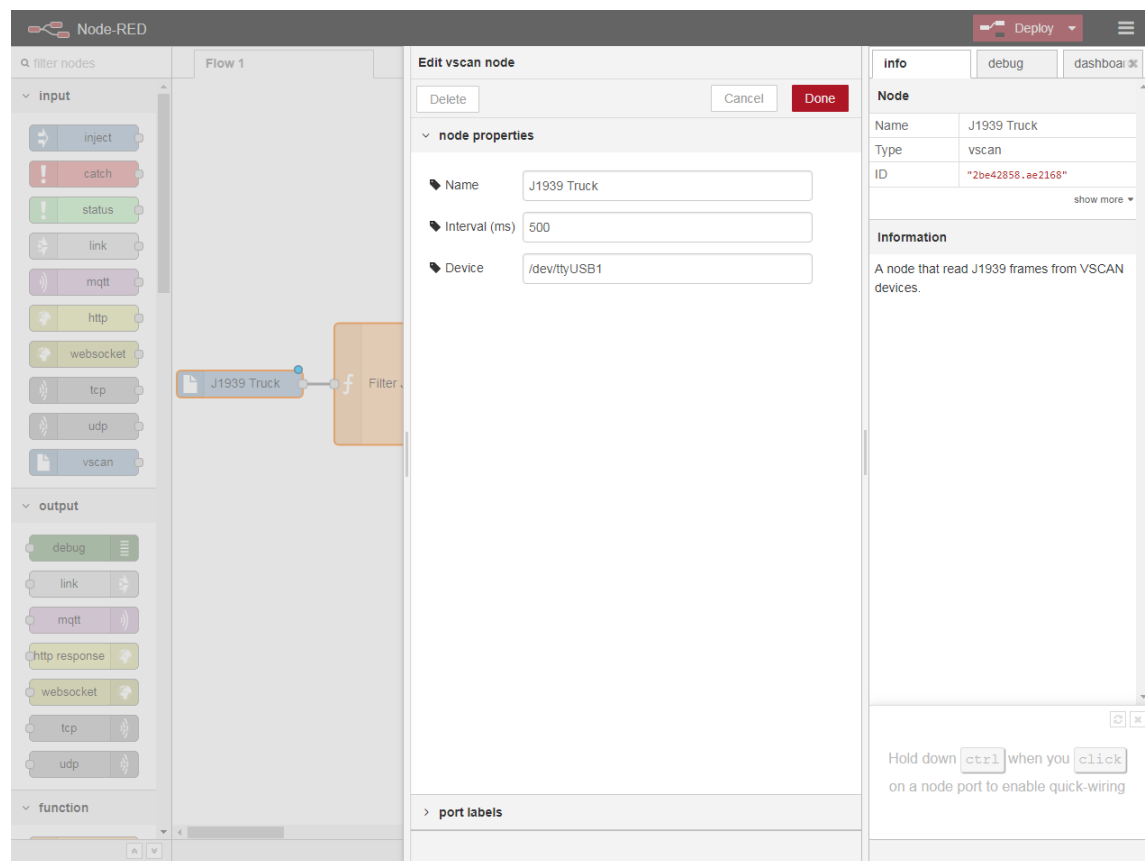 Node-RED
Deploy
filter nodes
input
inject
catch
status
link
mqtt
http
websocket
tcp
udp
vscan
output
debug
link
mqtt
http response
websocket
tcp
udp
function
Flow 1
J1939 Truck
Filter
Edit vscan node
Delete
Cancel
Done
node properties
Name
J1939 Truck
Interval (ms)
500
Device
/dev/ttyUSB1
port labels
info
debug
Node
Name
J1939 Truck
Type
vscan
ID
"2be42858.ae2168"
show more
Information
A node that read J1939 frames from VSCAN
devices.
Hold down ctrl when you click
on a node port to enable quick-wiring